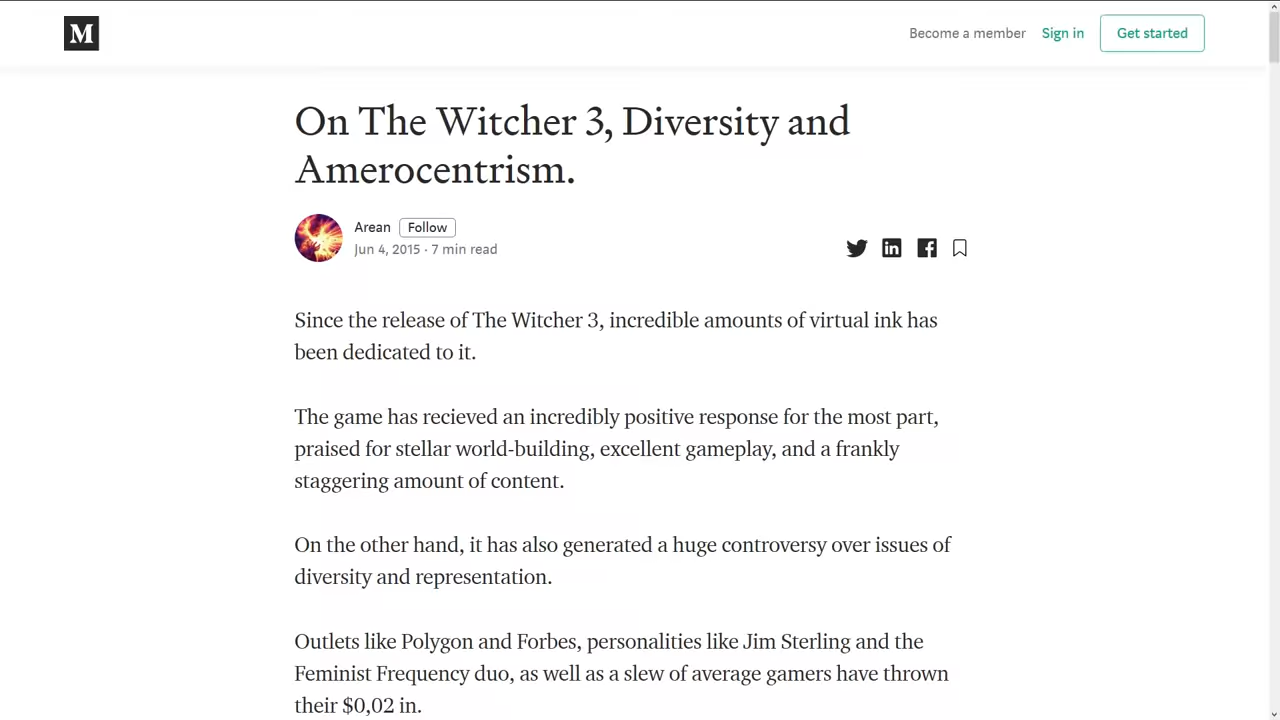 M
Become a member Sign in Get started
On The Witcher 3, Diversity and
Amerocentrism.
Arean Follow
Jun 4, 2015 · 7 min read
Since the release of The Witcher 3, incredible amounts of virtual ink has
been dedicated to it.
The game has recieved an incredibly positive response for the most part,
praised for stellar world-building, excellent gameplay, and a frankly
staggering amount of content.
On the other hand, it has also generated a huge controversy over issues of
diversity and representation.
Outlets like Polygon and Forbes, personalities like Jim Sterling and the
Feminist Frequency duo, as well as a slew of average gamers have thrown
their $0,02 in.